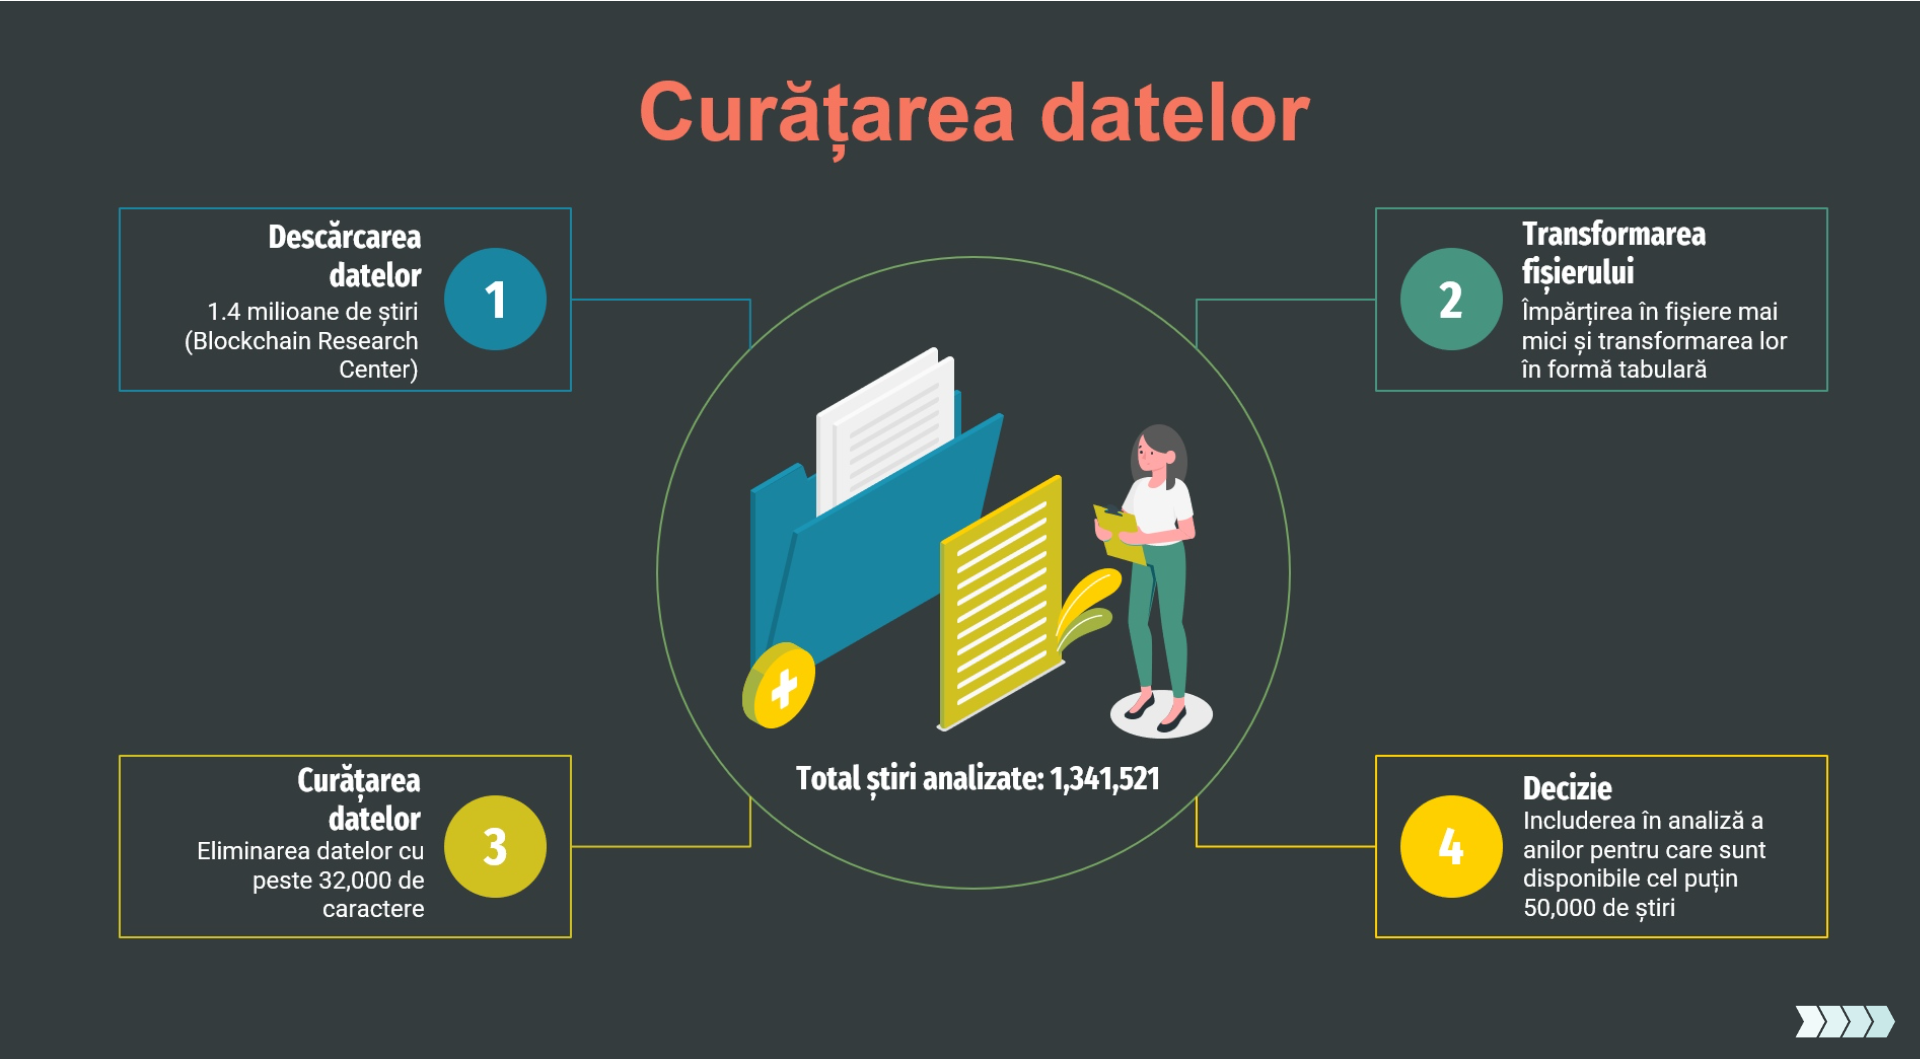 Curățarea datelor
Descărcarea
datelor
1.4 milioane de știri
(Blockchain Research
Center)
1
2
Transformarea
fișierului
Împărțirea în fișiere mai
mici și transformarea lor
în formă tabulară
Total știri analizate: 1,341,521
Curățarea
datelor
Eliminarea datelor cu
peste 32,000 de
caractere
3
4
Decizie
Includerea în analiză a
anilor pentru care sunt
disponibile cel puțin
50,000 de știri